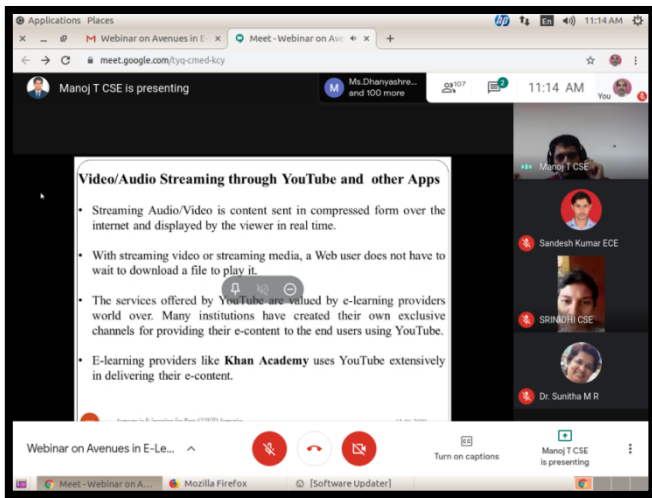 Applications Places
En
11:14 AM
Webinar on Avenues in E-
Meet - Webinar on Ave
meet.google.com/tyq-cmed-kcy
Manoj T CSE is presenting
M
Ms.Dhanyashre...
and 100 more
107
2
11:14 AM
You
Manoj T CSE
Video/Audio Streaming through YouTube and other Apps
• Streaming Audio/Video is content sent in compressed form over the
internet and displayed by the viewer in real time.
• With streaming video or streaming media, a Web user does not have to
wait to download a file to play it.
• The services offered by YouTube are valued by e-learning providers
world over. Many institutions have created their own exclusive
channels for providing their e-content to the end users using YouTube.
• E-learning providers like Khan Academy uses YouTube extensively
in delivering their e-content.
Sandesh Kumar ECE
SRINIDHI CSE
Dr. Sunitha M R
Webinar on Avenues in E-Le...
CC
Turn on captions
Manoj T CSE
is presenting
Meet - Webinar on A...
Mozilla Firefox
[Software Updater]